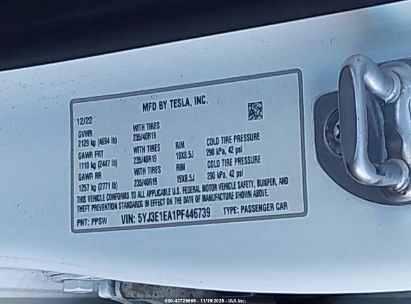 MFD BY TESLA, INC.
12/22
GVWR WITH TIRES
2129 kg (4694 lb) 235/40R19
GAWR FRT WITH TIRES RIM COLD TIRE PRESSURE
1110 kg (2447 lb) 235/40R19 19X8.5J 290 kPa, 42 psi
GAWR RR WITH TIRES RIM COLD TIRE PRESSURE
1257 kg (2771 lb) 235/40R19 19X8.5J 290 kPa, 42 psi
THIS VEHICLE CONFORMS TO ALL APPLICABLE U.S. FEDERAL MOTOR VEHICLE SAFETY, BUMPER, AND
THEFT PREVENTION STANDARDS IN EFFECT ON THE DATE OF MANUFACTURE SHOWN ABOVE.
PNT: PPSW VIN: 5YJ3E1EA1PF446739 TYPE: PASSENGER CAR